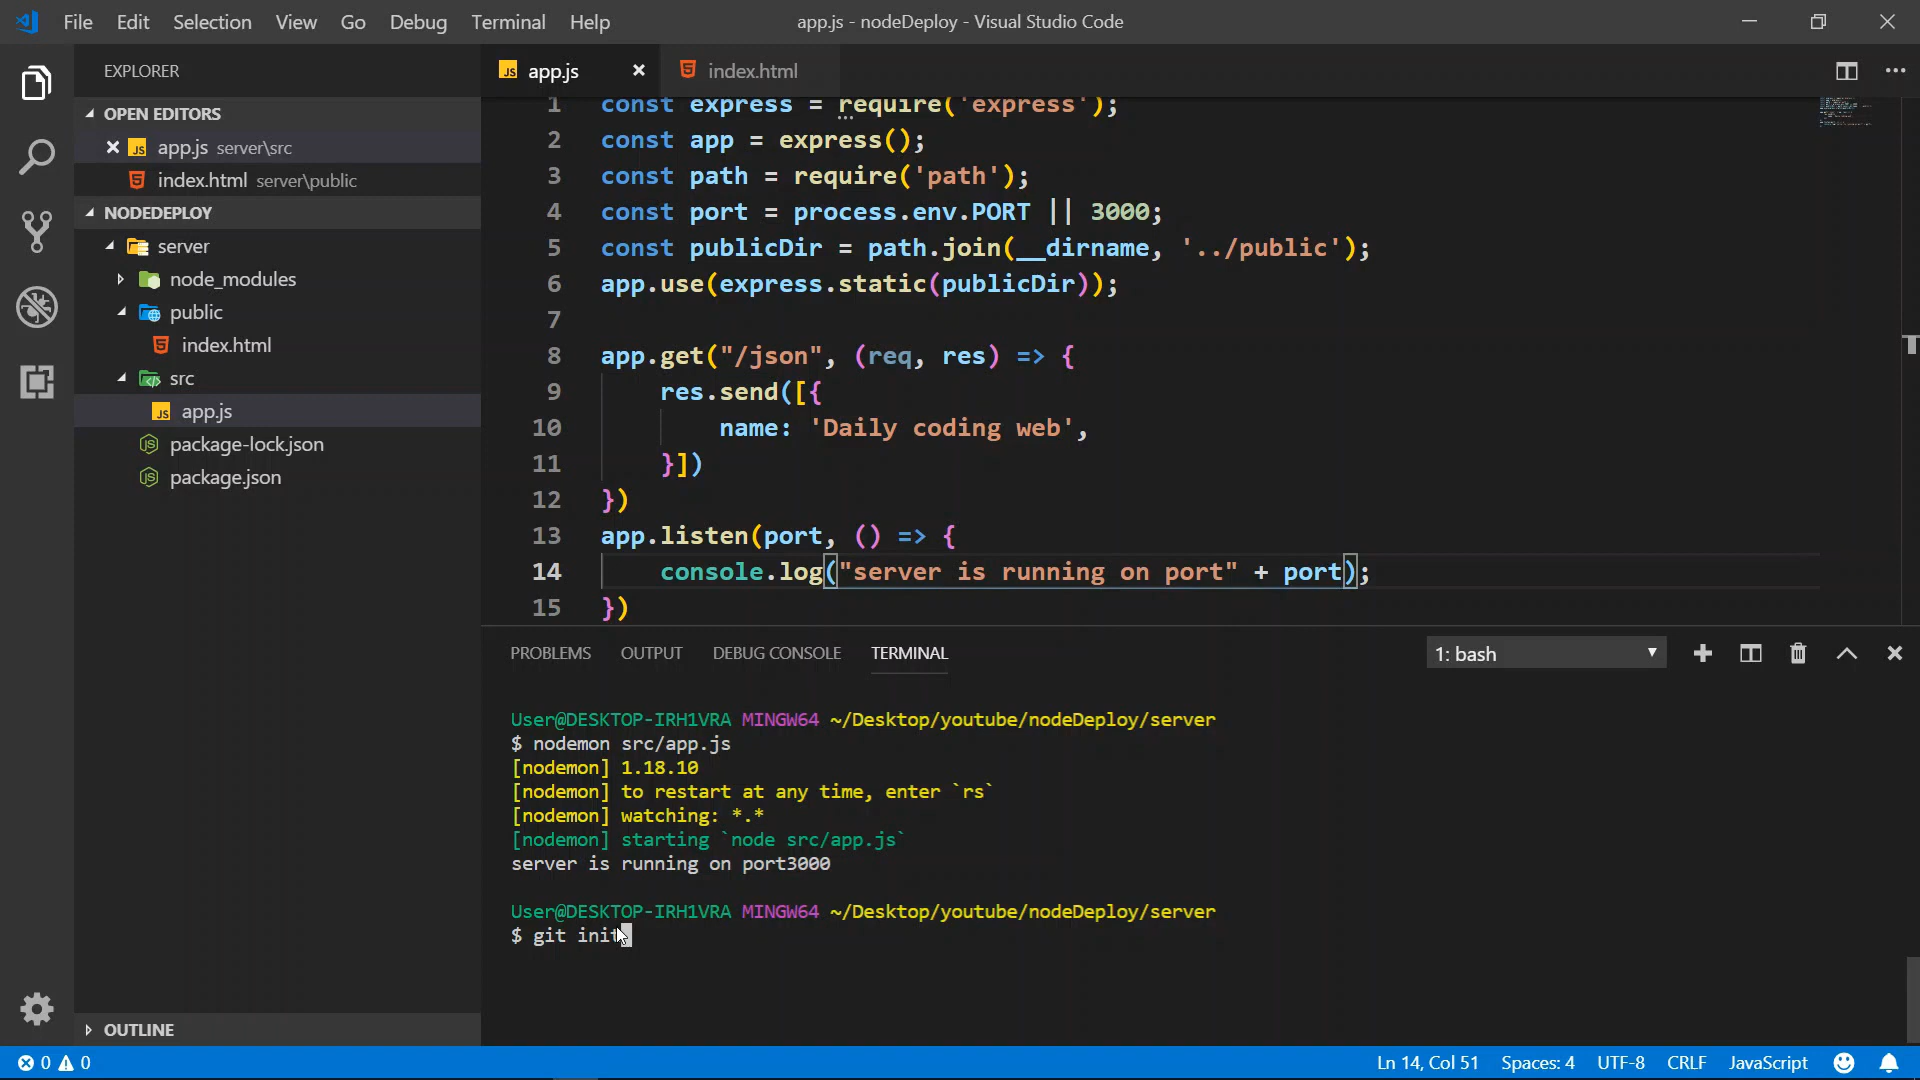 File Edit Selection View Go Debug Terminal Help
app.js - nodeDeploy - Visual Studio Code
EXPLORER
OPEN EDITORS
app.js server\src
index.html server\public
NODEDEPLOY
server
node_modules
public
index.html
src
app.js
package-lock.json
package.json
OUTLINE
app.js
index.html
1 const express = require('express');
2 const app = express();
3 const path = require('path');
4 const port = process.env.PORT || 3000;
5 const publicDir = path.join(__dirname, '../public');
6 app.use(express.static(publicDir));
7
8 app.get("/json", (req, res) => {
9 res.send([{
10 name: 'Daily coding web',
11 }])
12 })
13 app.listen(port, () => {
14 console.log("server is running on port" + port);
15 })
PROBLEMS OUTPUT DEBUG CONSOLE TERMINAL
1: bash
User@DESKTOP-IRH1VRA MINGW64 ~/Desktop/youtube/nodeDeploy/server
$ nodemon src/app.js
[nodemon] 1.18.10
[nodemon] to restart at any time, enter `rs`
[nodemon] watching: *.*
[nodemon] starting `node src/app.js`
server is running on port3000
User@DESKTOP-IRH1VRA MINGW64 ~/Desktop/youtube/nodeDeploy/server
$ git init
0 0
Ln 14, Col 51 Spaces: 4 UTF-8 CRLF JavaScript